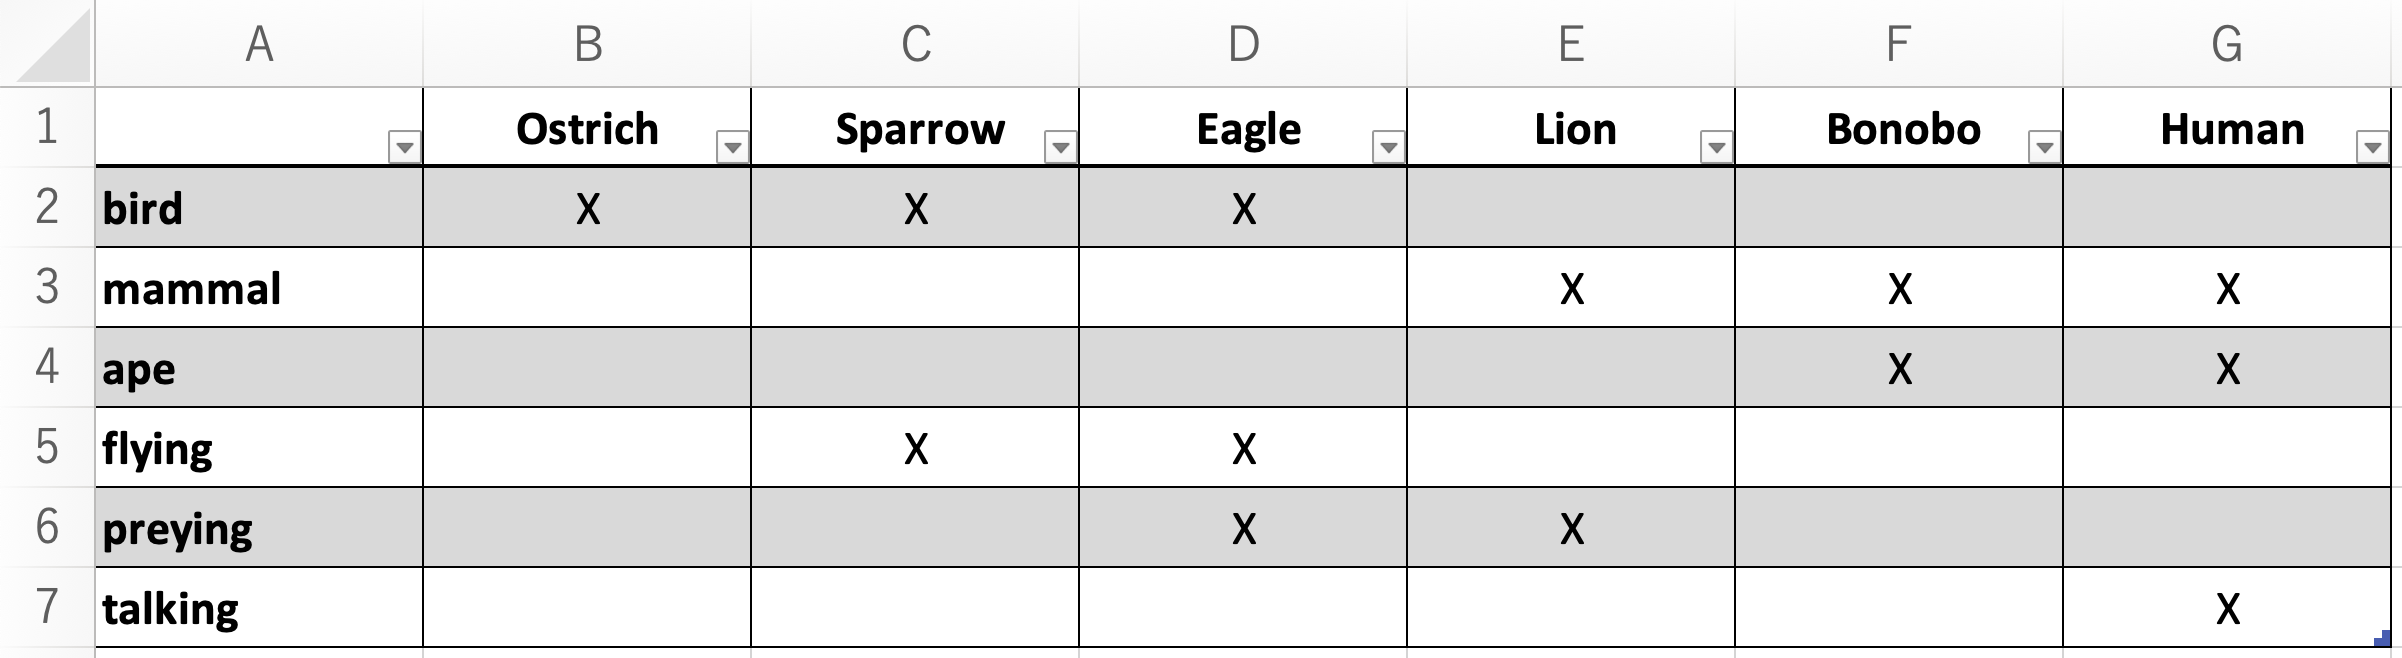 A B C D E F G
1 Ostrich Sparrow Eagle Lion Bonobo Human
2 bird X X X
3 mammal X X X
4 ape X X
5 flying X X
6 preying X X
7 talking X